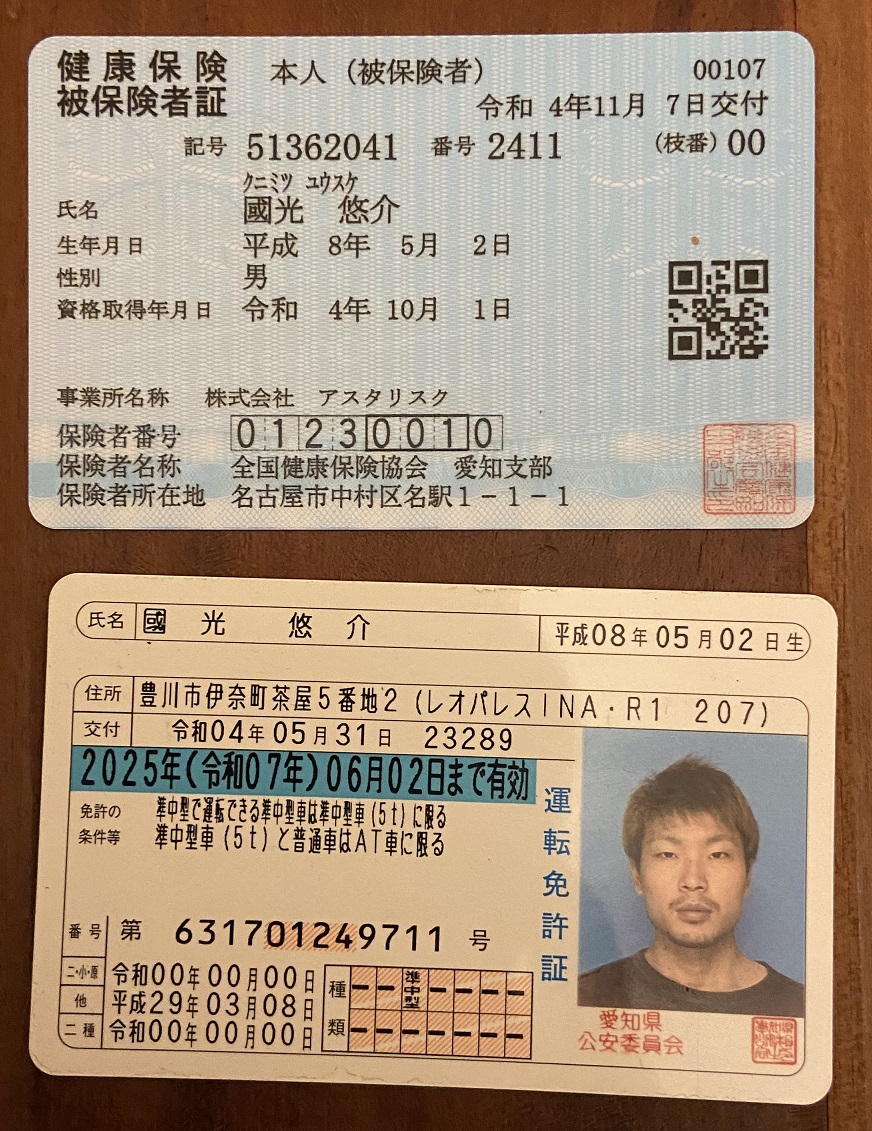 健康保険 本人（被保険者） 00107
被保険者証 令和 4年11月 7日交付
記号 51362041 番号 2411 (枝番) 00
クニミツ ユウスケ
氏名 國光 悠介
生年月日 平成 8年 5月 2日
性別 男
資格取得年月日 令和 4年 10月 1日
事業所名称 株式会社 アスタリスク
保険者番号 01230010
保険者名称 全国健康保険協会 愛知支部
保険者所在地 名古屋市中村区名駅1－1－1
氏名 國光 悠介 平成08年05月02日生
住所 豊川市伊奈町茶屋5番地2（レオパレスINA・R1 207）
交付 令和04年05月31日 23289
2025年(令和07年)06月02日まで有効
免許の 準中型で運転できる準中型車は準中型車（5t）に限る
条件等 準中型車（5t）と普通車はAT車に限る
運転免許証
番号 第 631701249711 号
二・小・原 令和00年00月00日
他 平成29年03月08日
二種 令和00年00月00日
種類 － － 準中型 － － － －
－ － － － － － －
愛知県
公安委員会